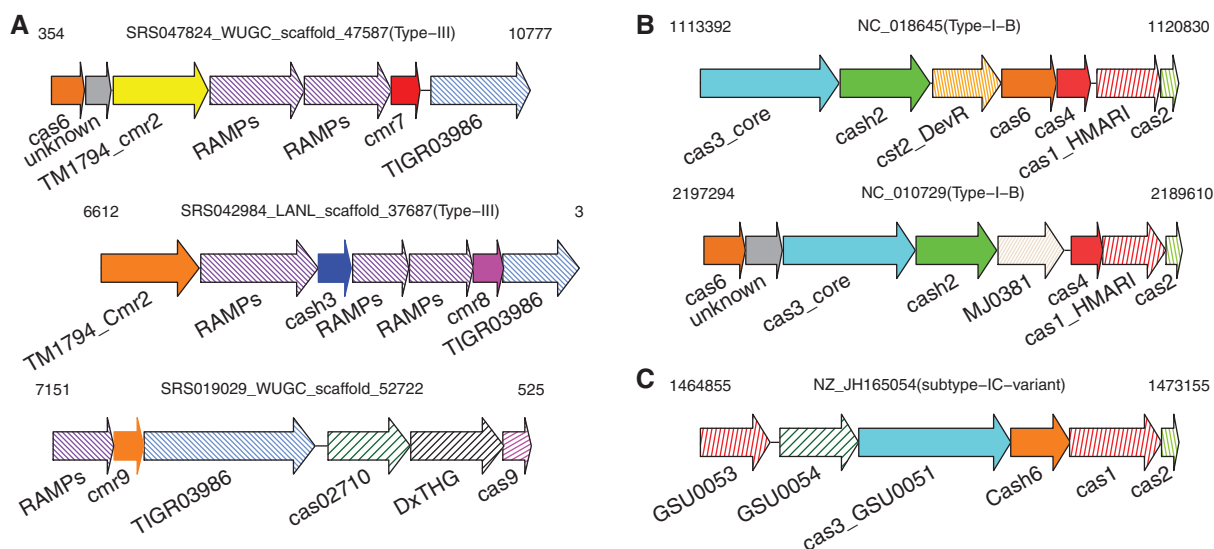 A
354 SRS047824_WUGC_scaffold_47587(Type−III) 10777
cas6 unknown TM1794_cmr2 RAMPs RAMPs cmr7 TIGR03986
6612 SRS042984_LANL_scaffold_37687(Type−III) 3
TM1794_Cmr2 RAMPs cash3 RAMPs RAMPs cmr8 TIGR03986
7151 SRS019029_WUGC_scaffold_52722 525
RAMPs cmr9 TIGR03986 cas02710 DxTHG cas9
B
1113392 NC_018645(Type−I−B) 1120830
cas3_core cash2 cst2_DevR cas6 cas4 cas1_HMARI cas2
2197294 NC_010729(Type−I−B) 2189610
cas6 unknown cas3_core cash2 MJ0381 cas4 cas1_HMARI cas2
C
1464855 NZ_JH165054(subtype−IC−variant) 1473155
GSU0053 GSU0054 cas3_GSU0051 Cash6 cas1 cas2